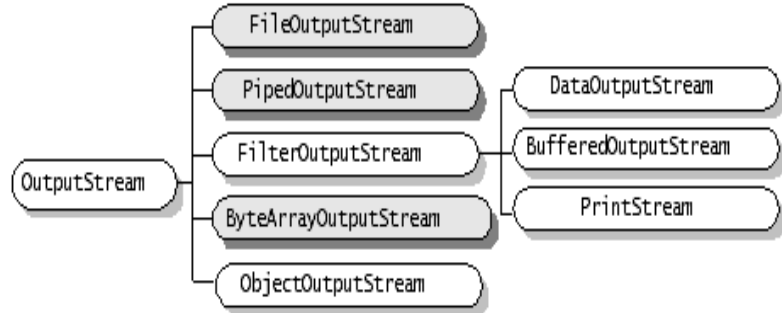 FileOutputStream
PipedOutputStream
DataOutputStream
FilterOutputStream
BufferedOutputStream
OutputStream
PrintStream
ByteArrayOutputStream
ObjectOutputStream